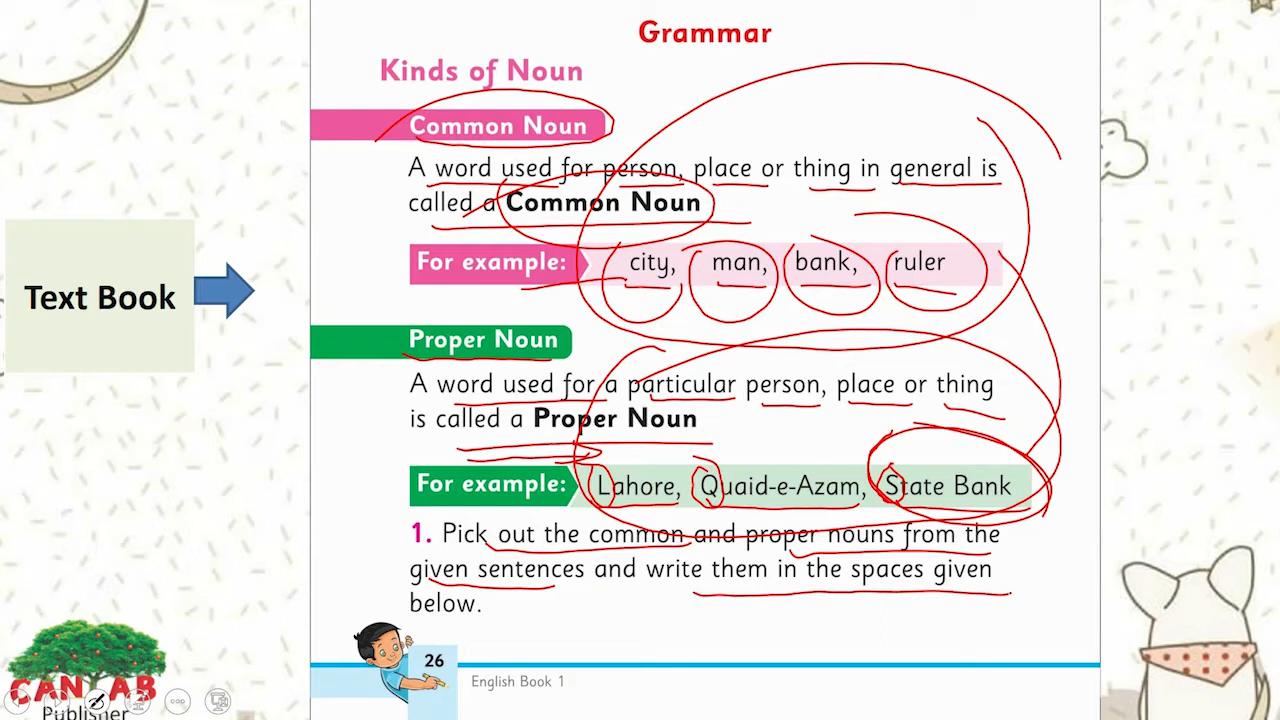 Grammar
Kinds of Noun
Common Noun
A word used for person, place or thing in general is
called a Common Noun
For example: city, man, bank, ruler
Text Book
Proper Noun
A word used for a particular person, place or thing
is called a Proper Noun
For example: Lahore, Quaid-e-Azam, State Bank
1. Pick out the common and proper nouns from the
given sentences and write them in the spaces given
below.
26
English Book 1
CANTAB
Publisher